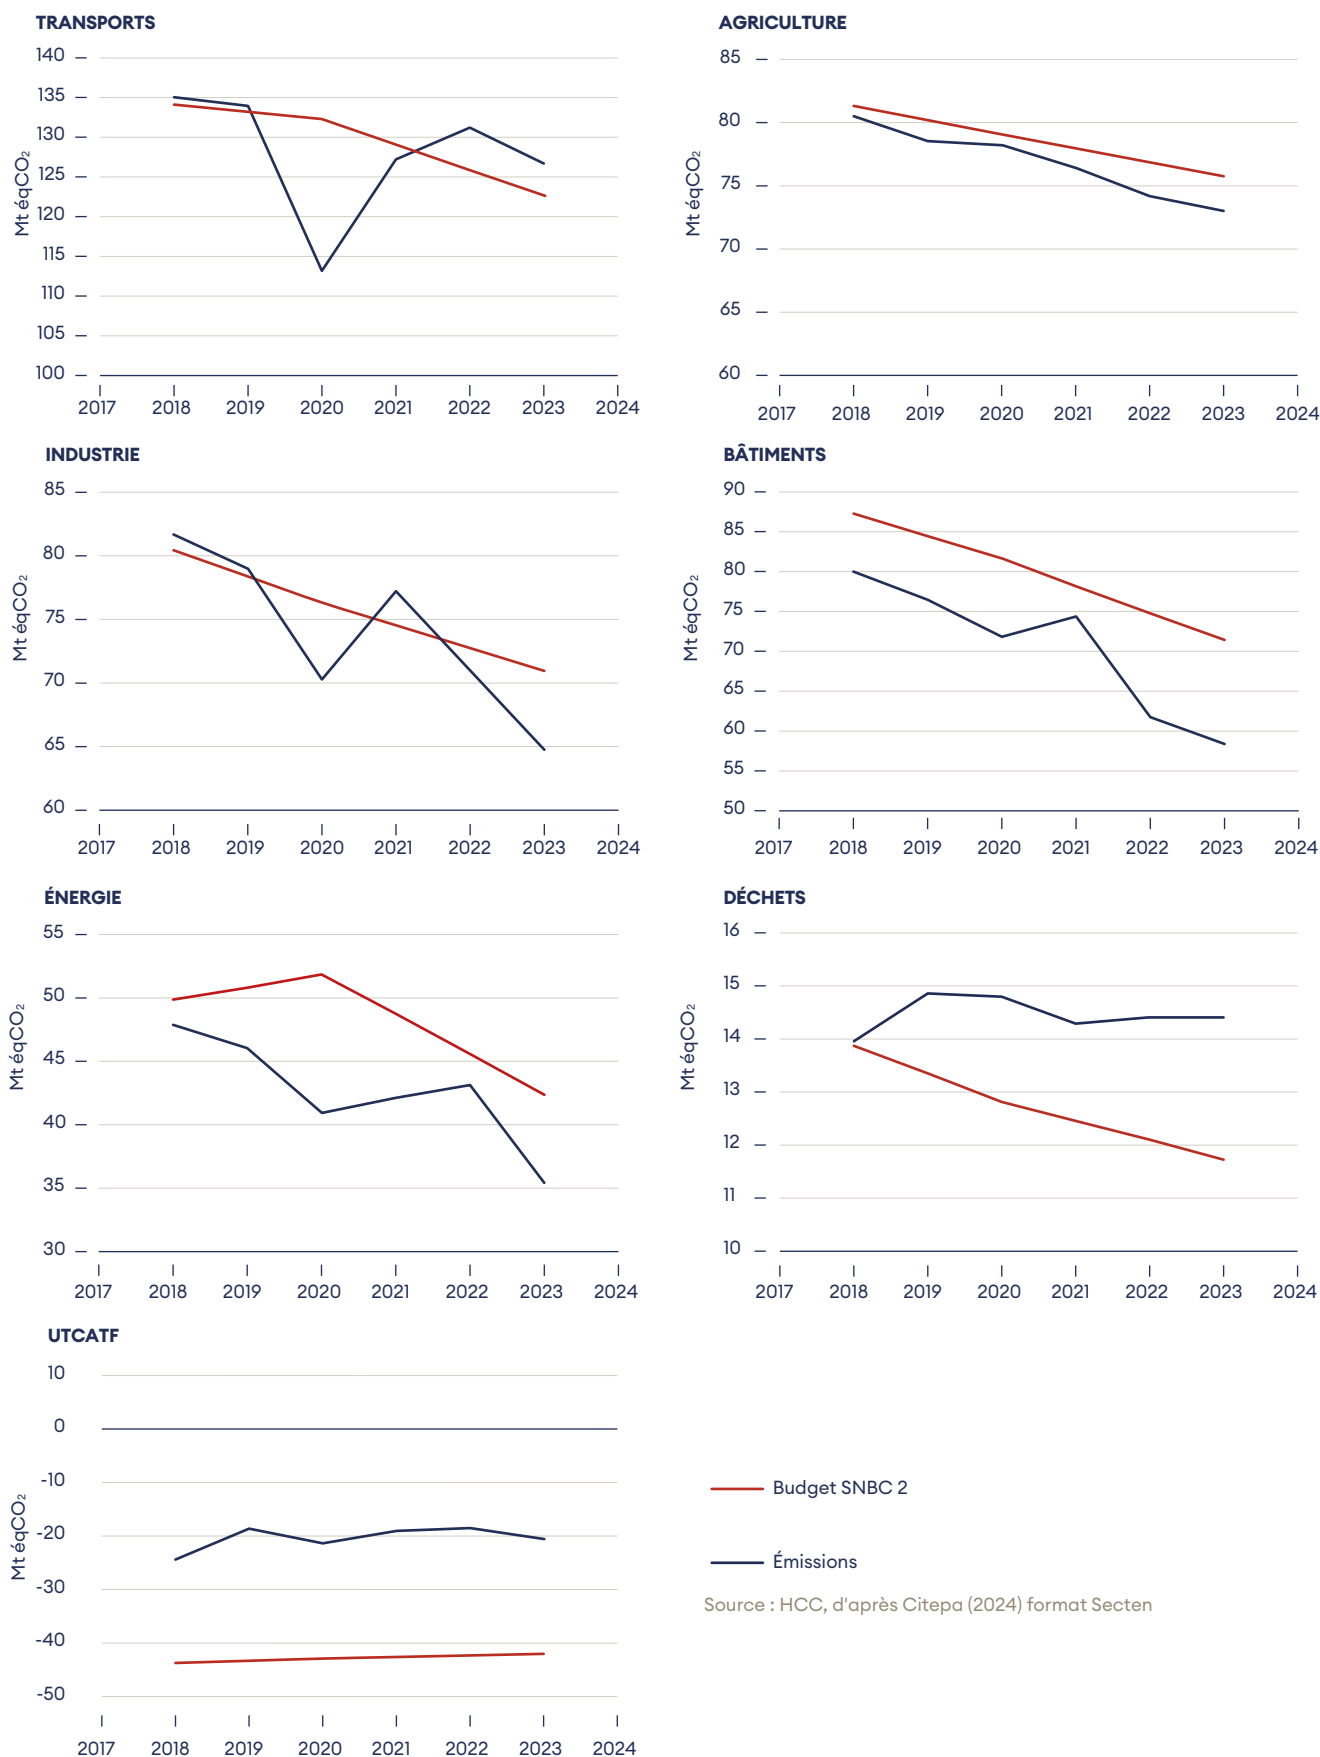 TRANSPORTS
140
135
130
125
120
115
110
105
100
Mt éqCO₂
2017 2018 2019 2020 2021 2022 2023 2024
AGRICULTURE
85
80
75
70
65
60
Mt éqCO₂
2017 2018 2019 2020 2021 2022 2023 2024
INDUSTRIE
85
80
75
70
65
60
Mt éqCO₂
2017 2018 2019 2020 2021 2022 2023 2024
BÂTIMENTS
90
85
80
75
70
65
60
55
50
Mt éqCO₂
2017 2018 2019 2020 2021 2022 2023 2024
ÉNERGIE
55
50
45
40
35
30
Mt éqCO₂
2017 2018 2019 2020 2021 2022 2023 2024
DÉCHETS
16
15
14
13
12
11
10
Mt éqCO₂
2017 2018 2019 2020 2021 2022 2023 2024
UTCATF
10
0
-10
-20
-30
-40
-50
Mt éqCO₂
2017 2018 2019 2020 2021 2022 2023 2024
Budget SNBC 2
Émissions
Source : HCC, d'après Citepa (2024) format Secten